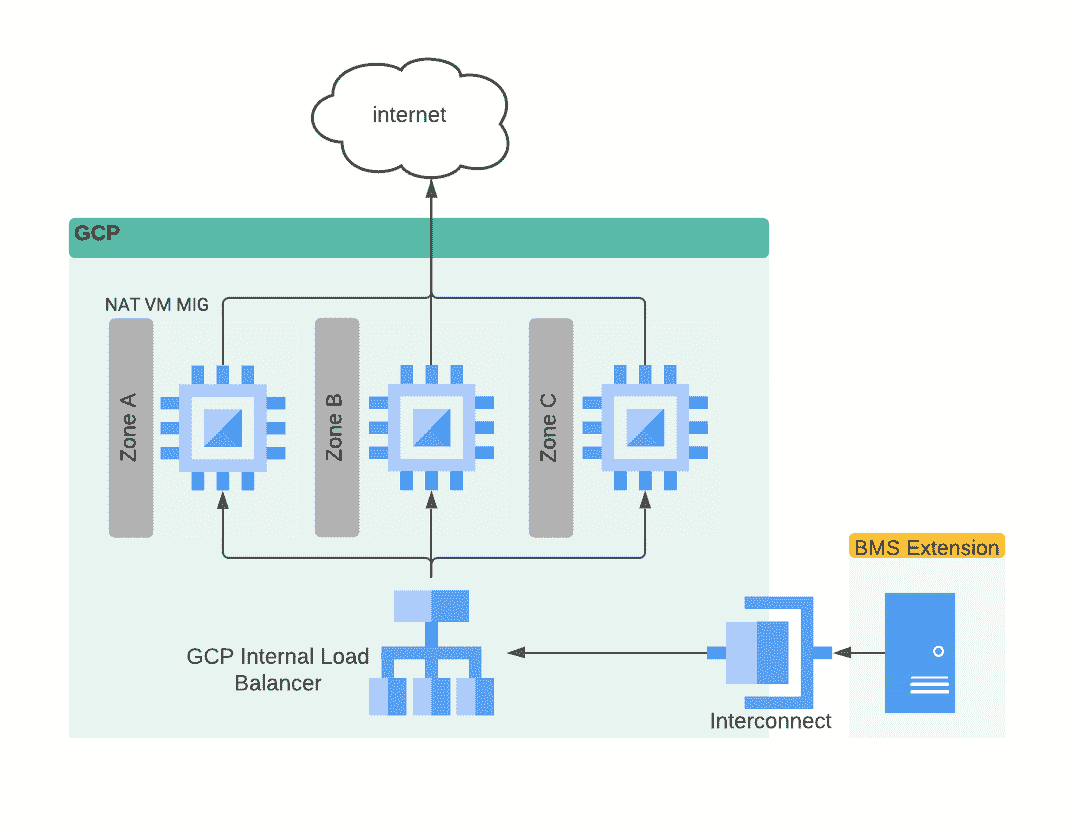 internet
GCP
NAT VM MIG
Zone A
Zone B
Zone C
BMS Extension
GCP Internal Load
Balancer
Interconnect